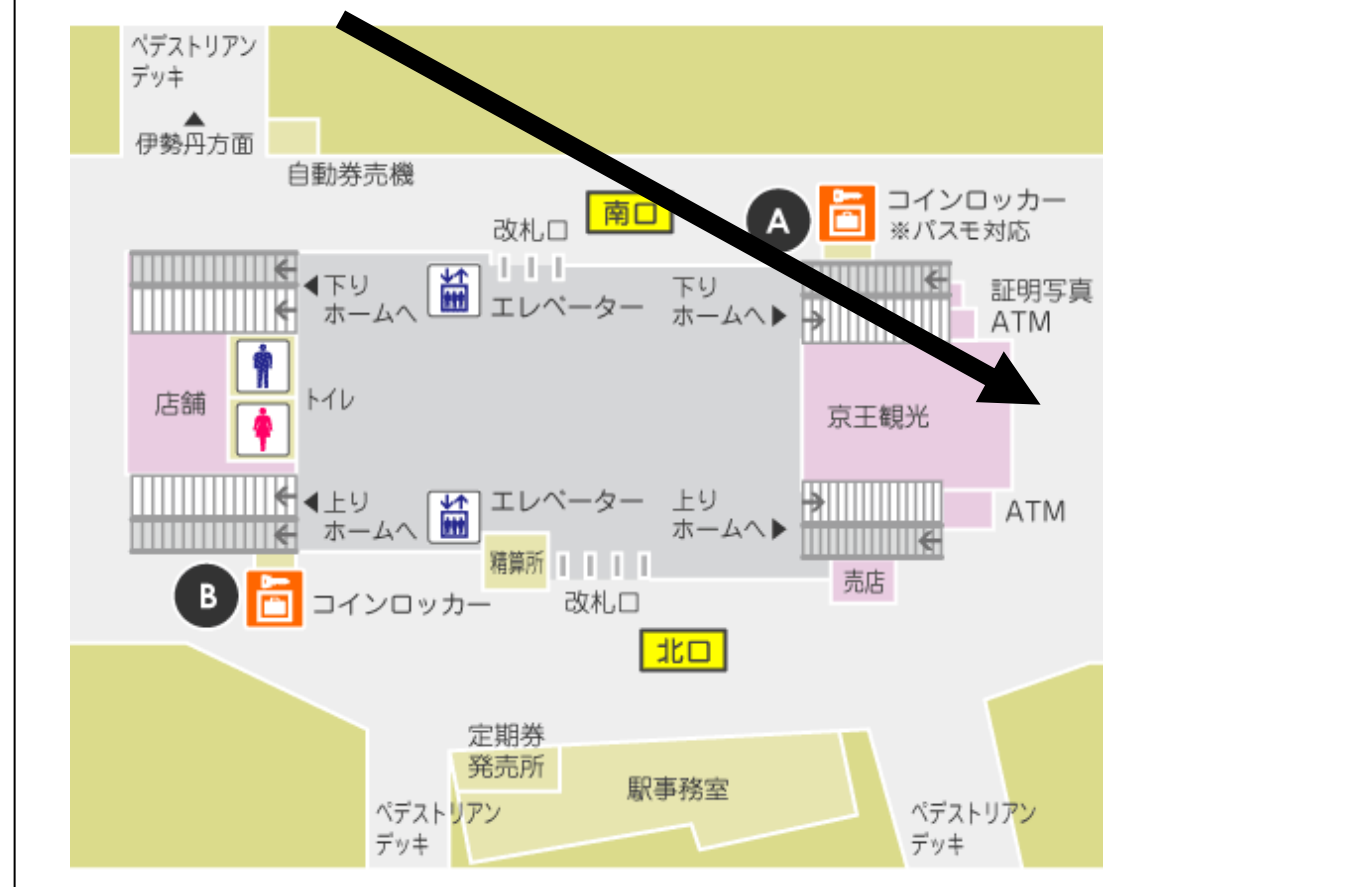 ペデストリアン
デッキ
▲
伊勢丹方面
自動券売機
改札口
南口
A
コインロッカー
※パスモ対応
◀下り
ホームへ
エレベーター
下り
ホームへ▶
証明写真
ATM
店舗
トイレ
京王観光
◀上り
ホームへ
エレベーター
上り
ホームへ▶
ATM
精算所
売店
B
コインロッカー
改札口
北口
定期券
発売所
駅事務室
ペデストリアン
デッキ
ペデストリアン
デッキ